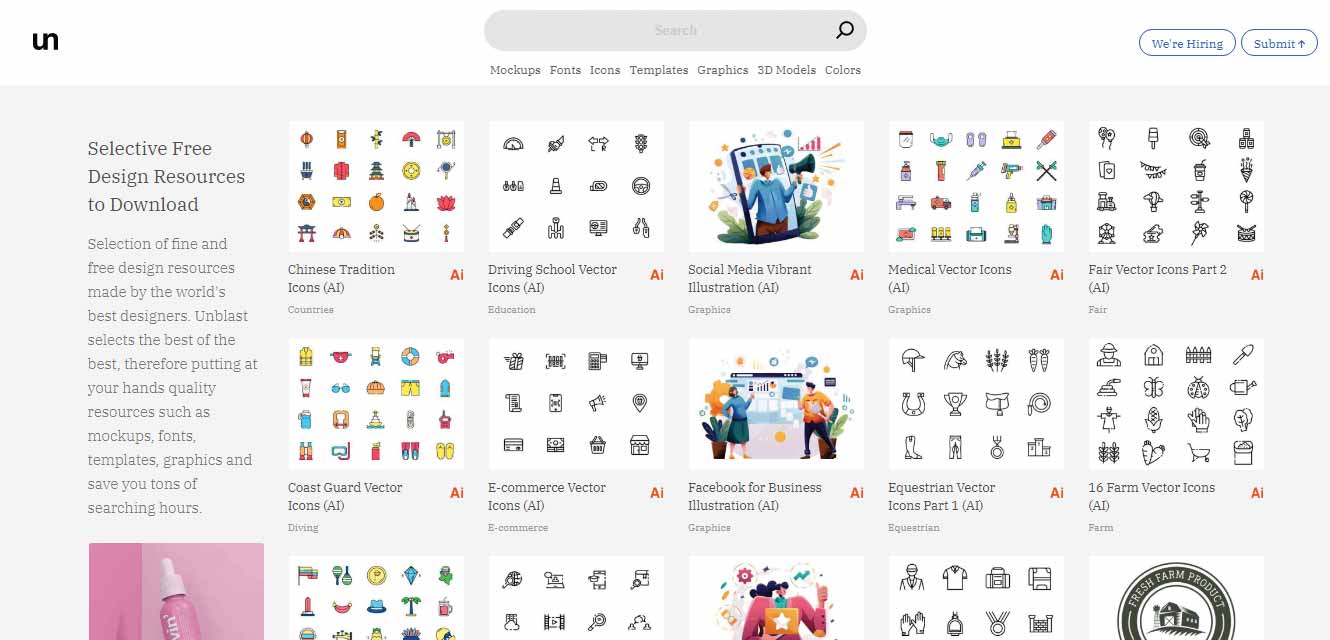 un
Search
We're Hiring
Submit ↑
Mockups Fonts Icons Templates Graphics 3D Models Colors
Selective Free
Design Resources
to Download
Selection of fine and
free design resources
made by the world's
best designers. Unblast
selects the best of the
best, therefore putting at
your hands quality
resources such as
mockups, fonts,
templates, graphics and
save you tons of
searching hours.
Chinese Tradition
Icons (AI)
Ai
Countries
Driving School Vector
Icons (AI)
Ai
Education
Social Media Vibrant
Illustration (AI)
Ai
Graphics
Medical Vector Icons
(AI)
Ai
Graphics
Fair Vector Icons Part 2
(AI)
Ai
Fair
Coast Guard Vector
Icons (AI)
Ai
Diving
E-commerce Vector
Icons (AI)
Ai
E-commerce
Facebook for Business
Illustration (AI)
Ai
Graphics
Equestrian Vector
Icons Part 1 (AI)
Ai
Equestrian
16 Farm Vector Icons
(AI)
Ai
Farm
FRESH FARM PRODUCT